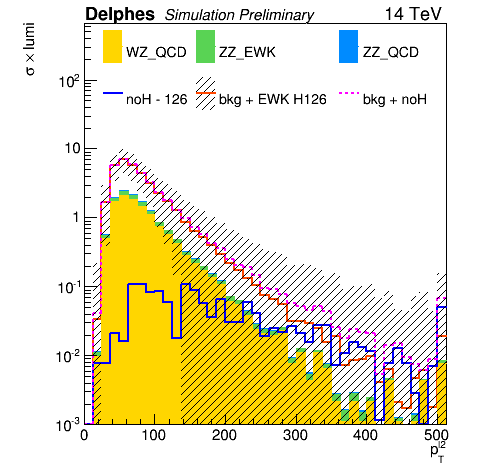 Delphes Simulation Preliminary 14 TeV
σ × lumi
WZ_QCD ZZ_EWK ZZ_QCD
noH - 126 bkg + EWK H126 bkg + noH
10²
10
1
10⁻¹
10⁻²
10⁻³
0 100 200 300 400 500
p_T^l2